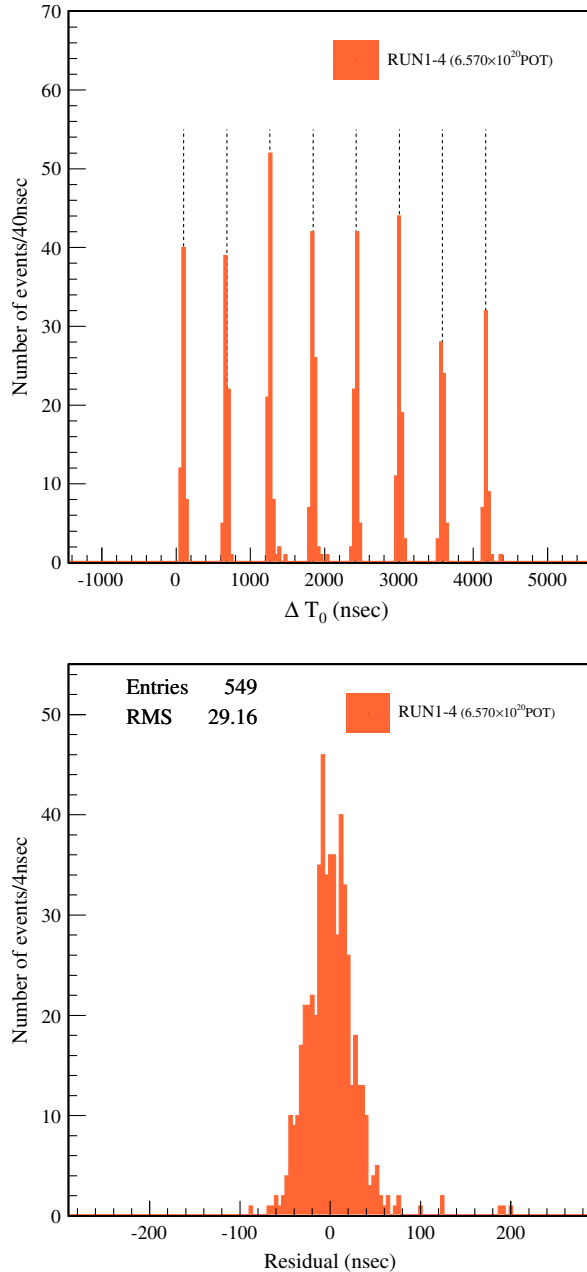 70
RUN1-4 (6.570×10²⁰POT)
60
50
40
30
20
10
0
Number of events/40nsec
-1000 0 1000 2000 3000 4000 5000
Δ T₀ (nsec)
Entries 549
RMS 29.16
RUN1-4 (6.570×10²⁰POT)
50
40
30
20
10
0
Number of events/4nsec
-200 -100 0 100 200
Residual (nsec)